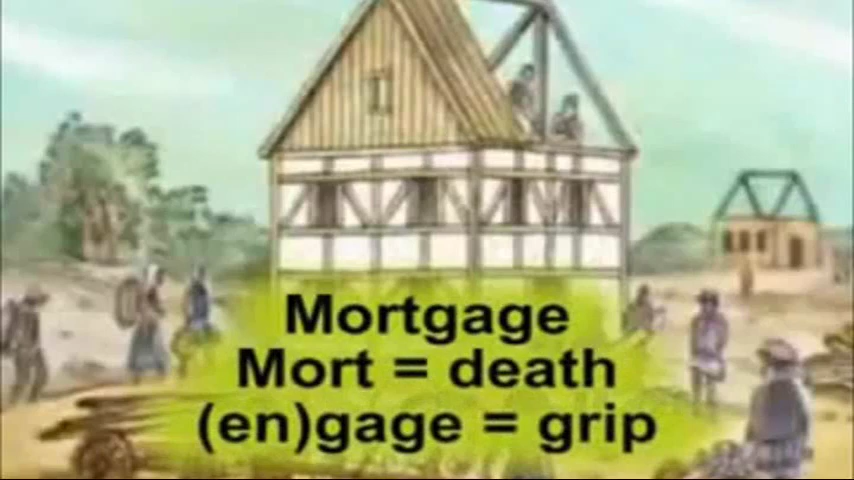 Mortgage
Mort = death
(en)gage = grip